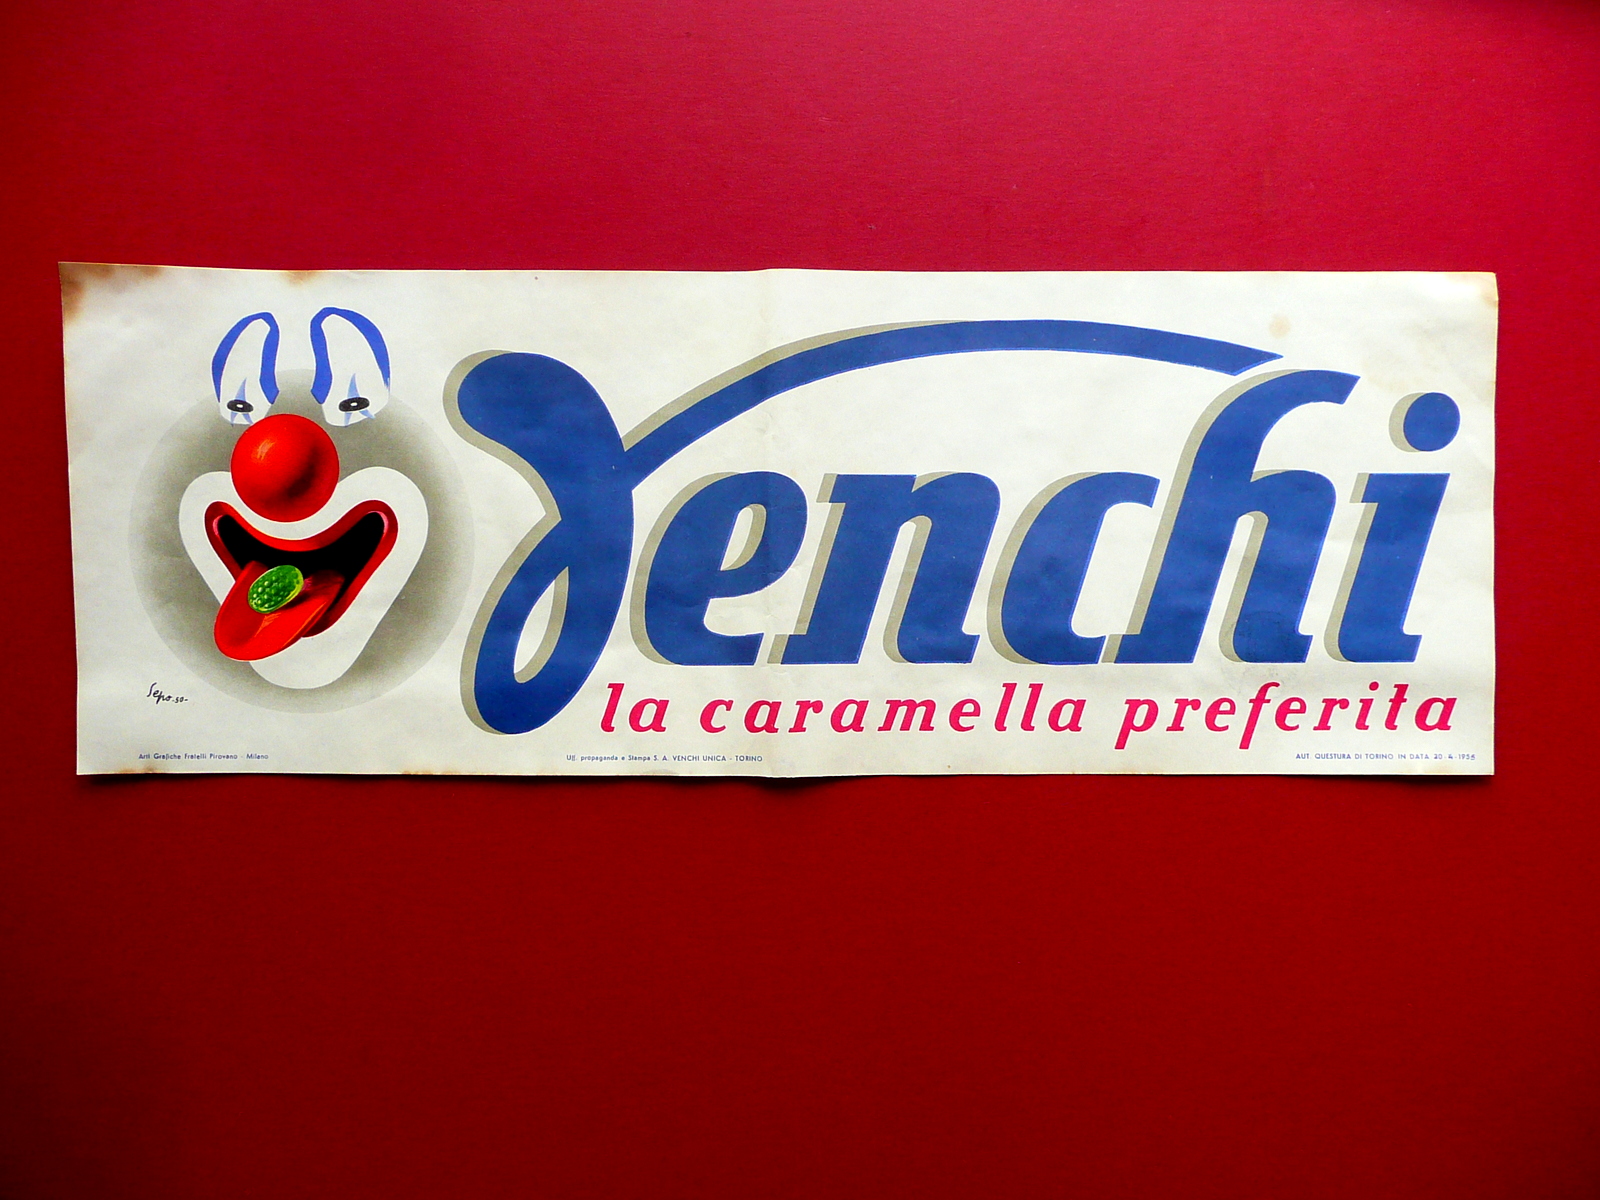 Venchi
la caramella preferita
Sepo-50-
Arti Grafiche Fratelli Pirovano - Milano
Uff. propaganda e Stampa S. A. VENCHI UNICA - TORINO
AUT. QUESTURA DI TORINO IN DATA 30-4-1955